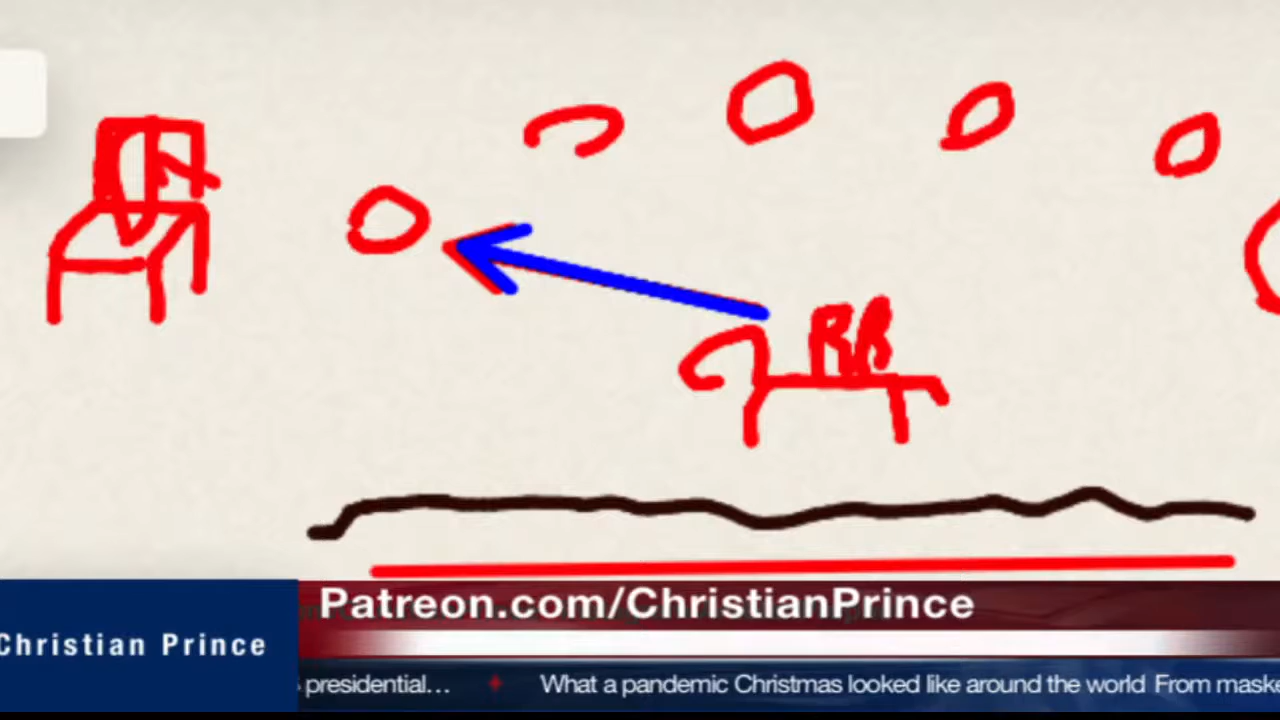 Patreon.com/ChristianPrince
Christian Prince
presidential...
What a pandemic Christmas looked like around the world From maske